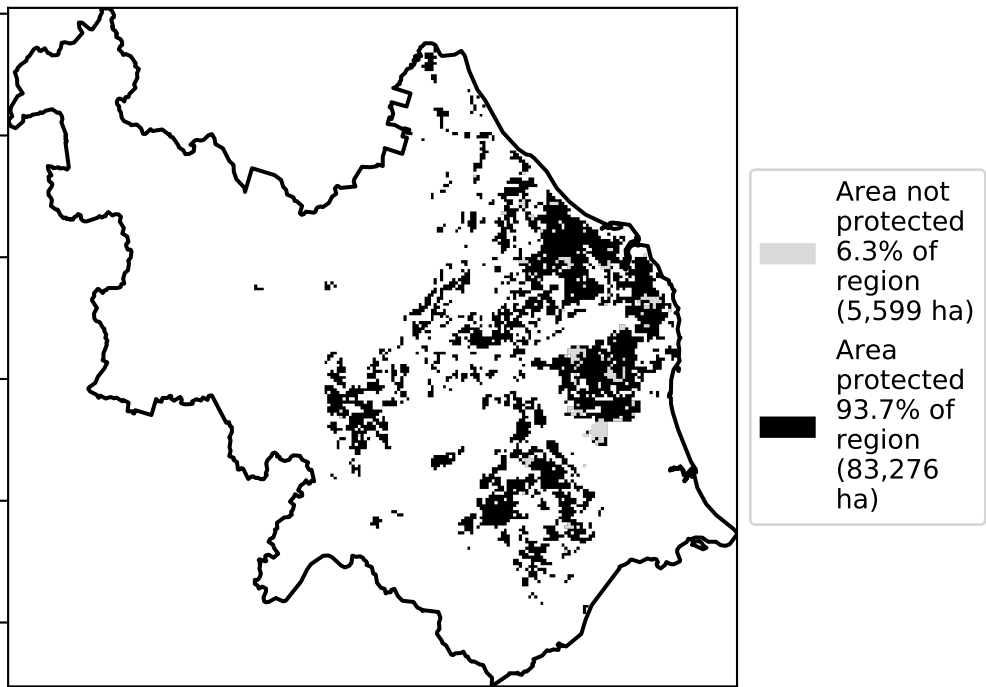 Area not
protected
6.3% of
region
(5,599 ha)
Area
protected
93.7% of
region
(83,276
ha)